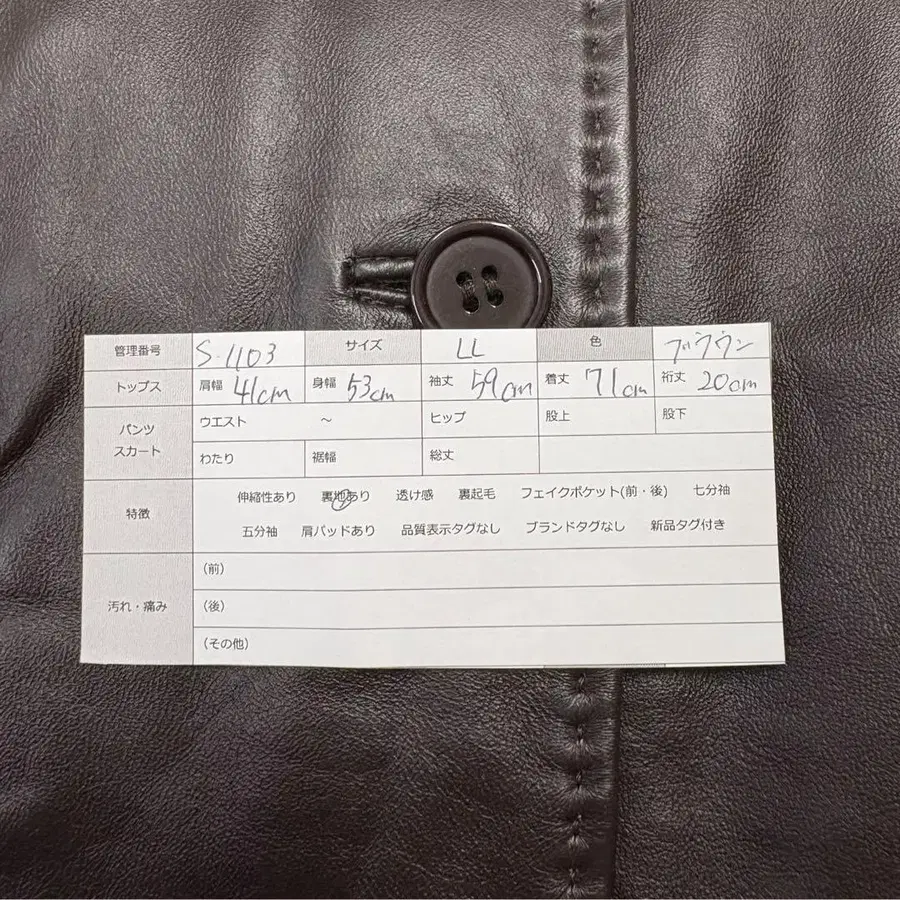 管理番号 S-1103 サイズ LL 色 ブラウン
トップス 肩幅 41cm 身幅 53cm 袖丈 59cm 着丈 71cm 裄丈 20cm
パンツ スカート ウエスト ～ ヒップ 股上 股下
わたり 裾幅 総丈
特徴 伸縮性あり 裏地あり 透け感 裏起毛 フェイクポケット(前・後) 七分袖
五分袖 肩パッドあり 品質表示タグなし ブランドタグなし 新品タグ付き
汚れ・痛み (前)
(後)
(その他)